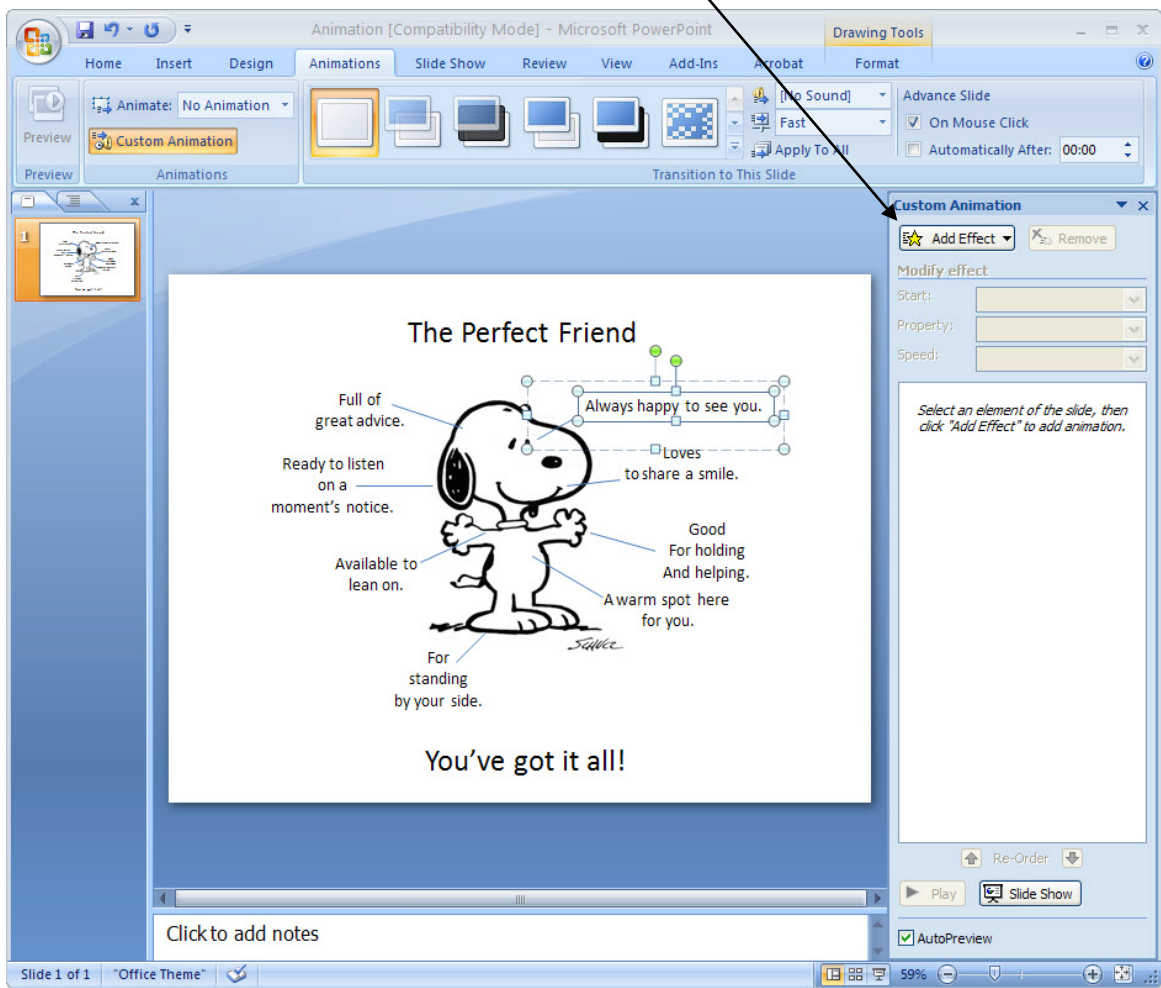 Animation [Compatibility Mode] - Microsoft PowerPoint
Drawing Tools
Home Insert Design Animations Slide Show Review View Add-Ins Acrobat Format
Preview
Animate: No Animation
Custom Animation
[No Sound]
Fast
Apply To All
Advance Slide
On Mouse Click
Automatically After: 00:00
Preview
Animations
Transition to This Slide
1
Custom Animation
Add Effect
Remove
Modify effect
Start:
Property:
Speed:
Select an element of the slide, then
click "Add Effect" to add animation.
The Perfect Friend
Full of
great advice.
Always happy to see you.
Ready to listen
on a
moment's notice.
Loves
to share a smile.
Available to
lean on.
Good
For holding
And helping.
A warm spot here
for you.
Schulz
For
standing
by your side.
You've got it all!
Re-Order
Play
Slide Show
AutoPreview
Click to add notes
Slide 1 of 1
"Office Theme"
59%